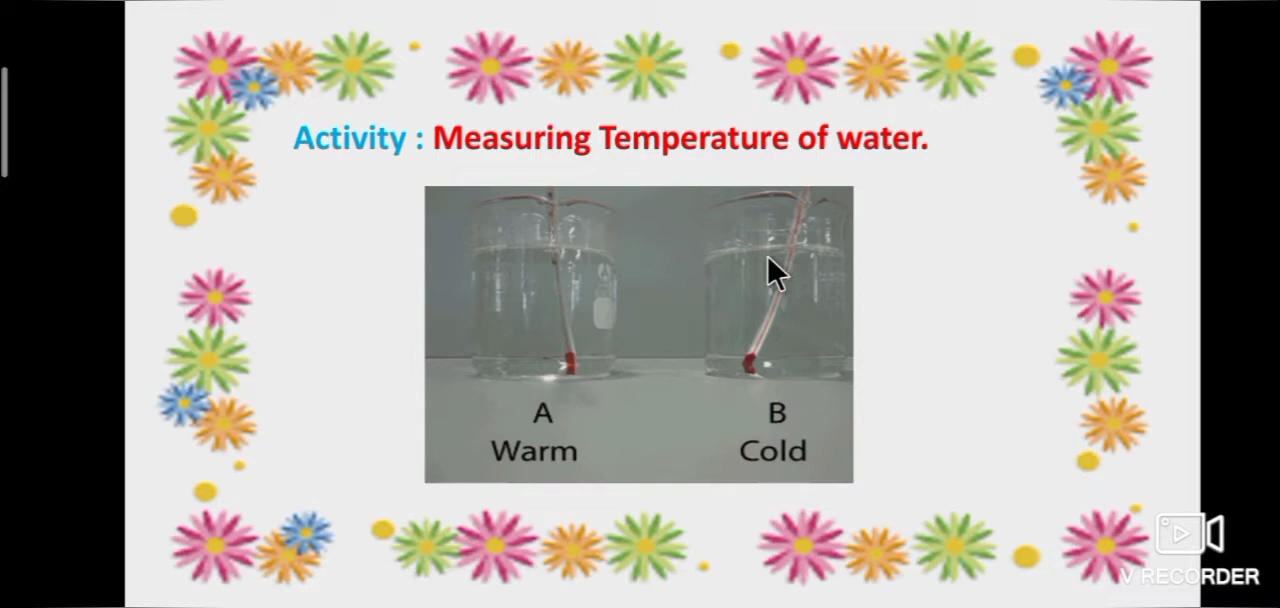 Activity : Measuring Temperature of water.
A
B
Warm
Cold
V RECORDER